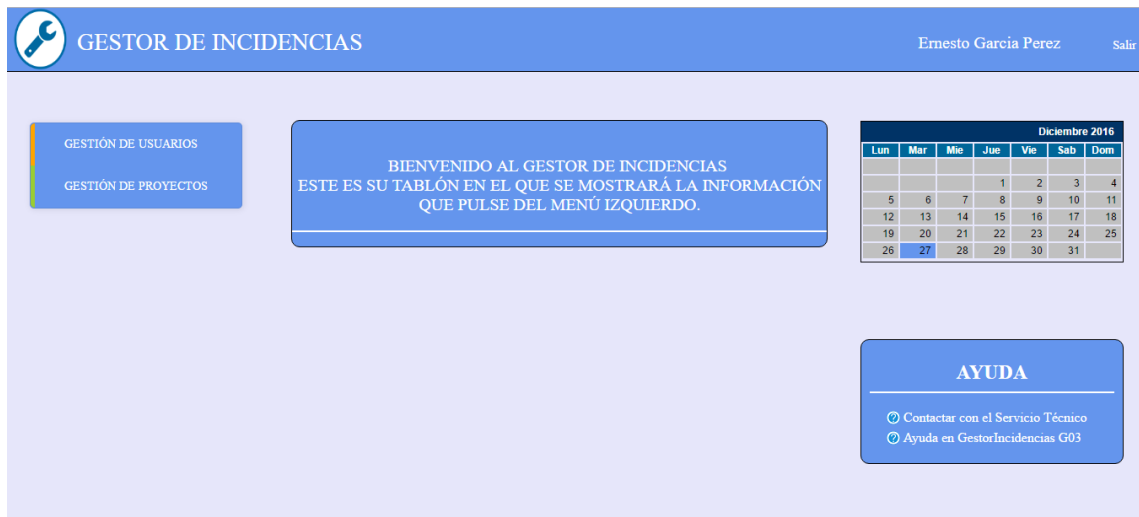 GESTOR DE INCIDENCIAS
Ernesto Garcia Perez
Salir
GESTIÓN DE USUARIOS
GESTIÓN DE PROYECTOS
BIENVENIDO AL GESTOR DE INCIDENCIAS
ESTE ES SU TABLÓN EN EL QUE SE MOSTRARÁ LA INFORMACIÓN
QUE PULSE DEL MENÚ IZQUIERDO.
Diciembre 2016
Lun Mar Mie Jue Vie Sab Dom
1 2 3 4
5 6 7 8 9 10 11
12 13 14 15 16 17 18
19 20 21 22 23 24 25
26 27 28 29 30 31
AYUDA
Contactar con el Servicio Técnico
Ayuda en GestorIncidencias G03